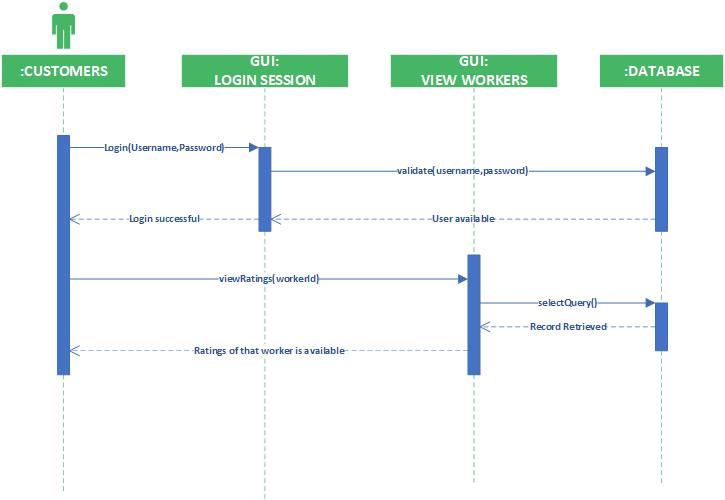 :CUSTOMERS
GUI:
LOGIN SESSION
GUI:
VIEW WORKERS
:DATABASE
Login(Username,Password)
validate(username,password)
Login successful
User available
viewRatings(workerId)
selectQuery()
Record Retrieved
Ratings of that worker is available